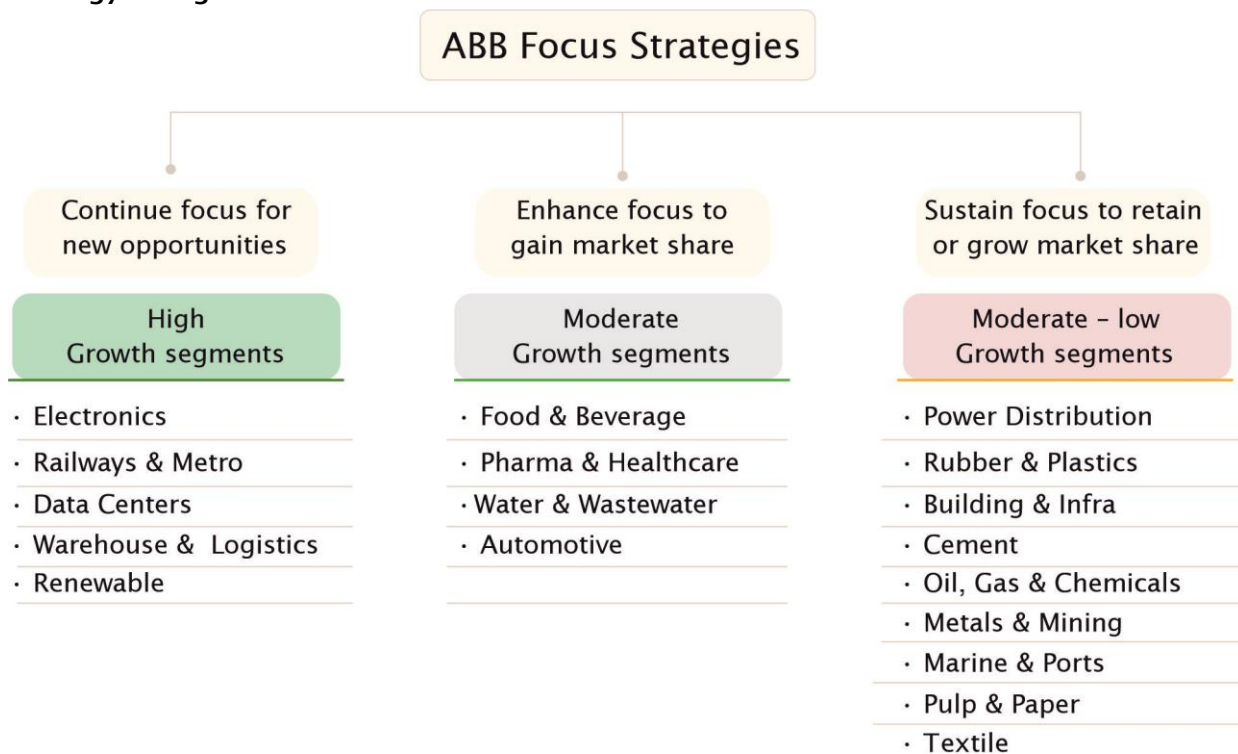 ABB Focus Strategies
Continue focus for
new opportunities
High
Growth segments
· Electronics
· Railways & Metro
· Data Centers
· Warehouse & Logistics
· Renewable
Enhance focus to
gain market share
Moderate
Growth segments
· Food & Beverage
· Pharma & Healthcare
· Water & Wastewater
· Automotive
Sustain focus to retain
or grow market share
Moderate – low
Growth segments
· Power Distribution
· Rubber & Plastics
· Building & Infra
· Cement
· Oil, Gas & Chemicals
· Metals & Mining
· Marine & Ports
· Pulp & Paper
· Textile